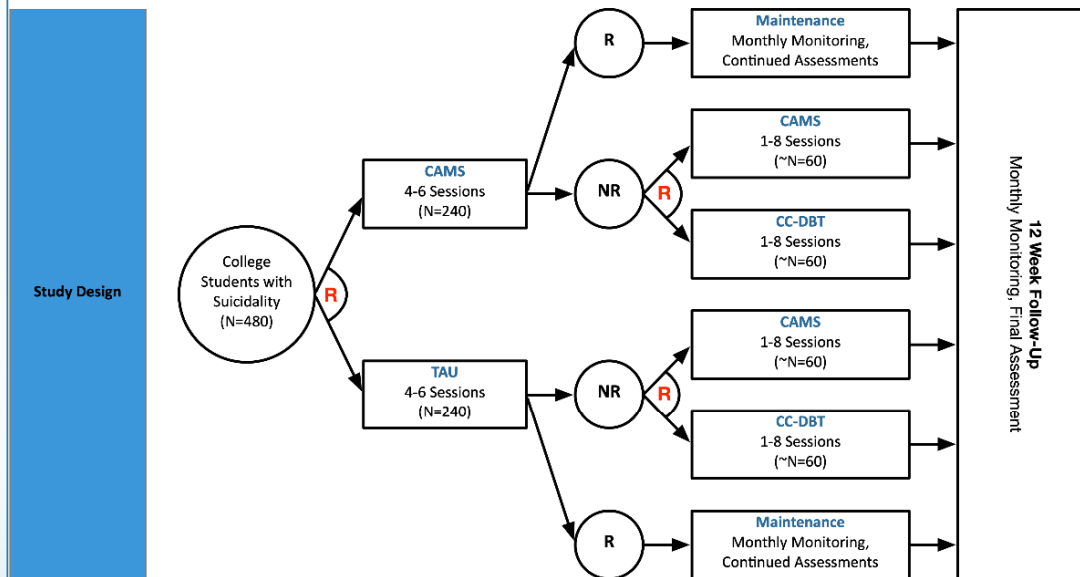 Study Design
College
Students with
Suicidality
(N=480)
R
CAMS
4-6 Sessions
(N=240)
TAU
4-6 Sessions
(N=240)
R
Maintenance
Monthly Monitoring,
Continued Assessments
NR
R
CAMS
1-8 Sessions
(~N=60)
CC-DBT
1-8 Sessions
(~N=60)
NR
R
CAMS
1-8 Sessions
(~N=60)
CC-DBT
1-8 Sessions
(~N=60)
R
Maintenance
Monthly Monitoring,
Continued Assessments
12 Week Follow-Up
Monthly Monitoring, Final Assessment